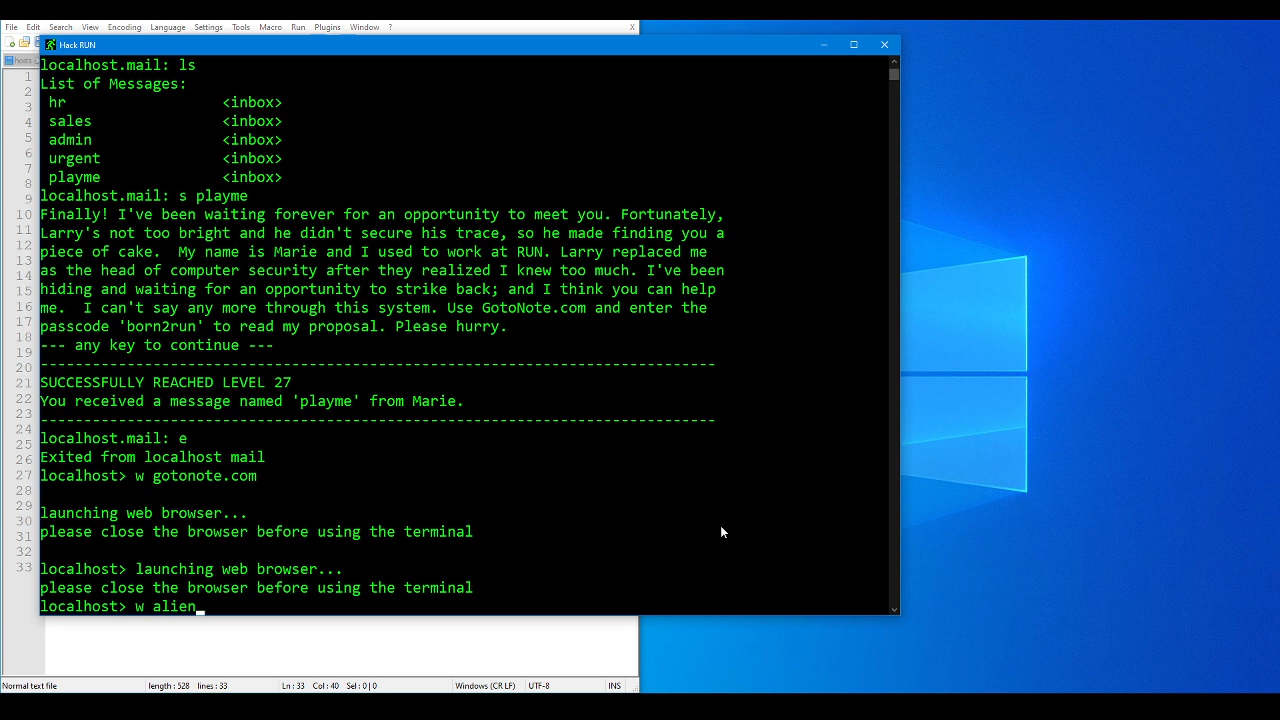 File Edit Search View Encoding Language Settings Tools Macro Run Plugins Window ? X
Hack RUN
hosts
1
2
3
4
5
6
7
8
9
10
11
12
13
14
15
16
17
18
19
20
21
22
23
24
25
26
27
28
29
30
31
32
33
localhost.mail: ls
List of Messages:
hr <inbox>
sales <inbox>
admin <inbox>
urgent <inbox>
playme <inbox>
localhost.mail: s playme
Finally! I've been waiting forever for an opportunity to meet you. Fortunately,
Larry's not too bright and he didn't secure his trace, so he made finding you a
piece of cake.  My name is Marie and I used to work at RUN. Larry replaced me
as the head of computer security after they realized I knew too much. I've been
hiding and waiting for an opportunity to strike back; and I think you can help
me.  I can't say any more through this system. Use GotoNote.com and enter the
passcode 'born2run' to read my proposal. Please hurry.
--- any key to continue ---
------------------------------------------------------------------------
SUCCESSFULLY REACHED LEVEL 27
You received a message named 'playme' from Marie.
------------------------------------------------------------------------
localhost.mail: e
Exited from localhost mail
localhost> w gotonote.com
launching web browser...
please close the browser before using the terminal
localhost> launching web browser...
please close the browser before using the terminal
localhost> w alien_
Normal text file length : 528 lines : 33 Ln : 33 Col : 40 Sel : 0 | 0 Windows (CR LF) UTF-8 INS